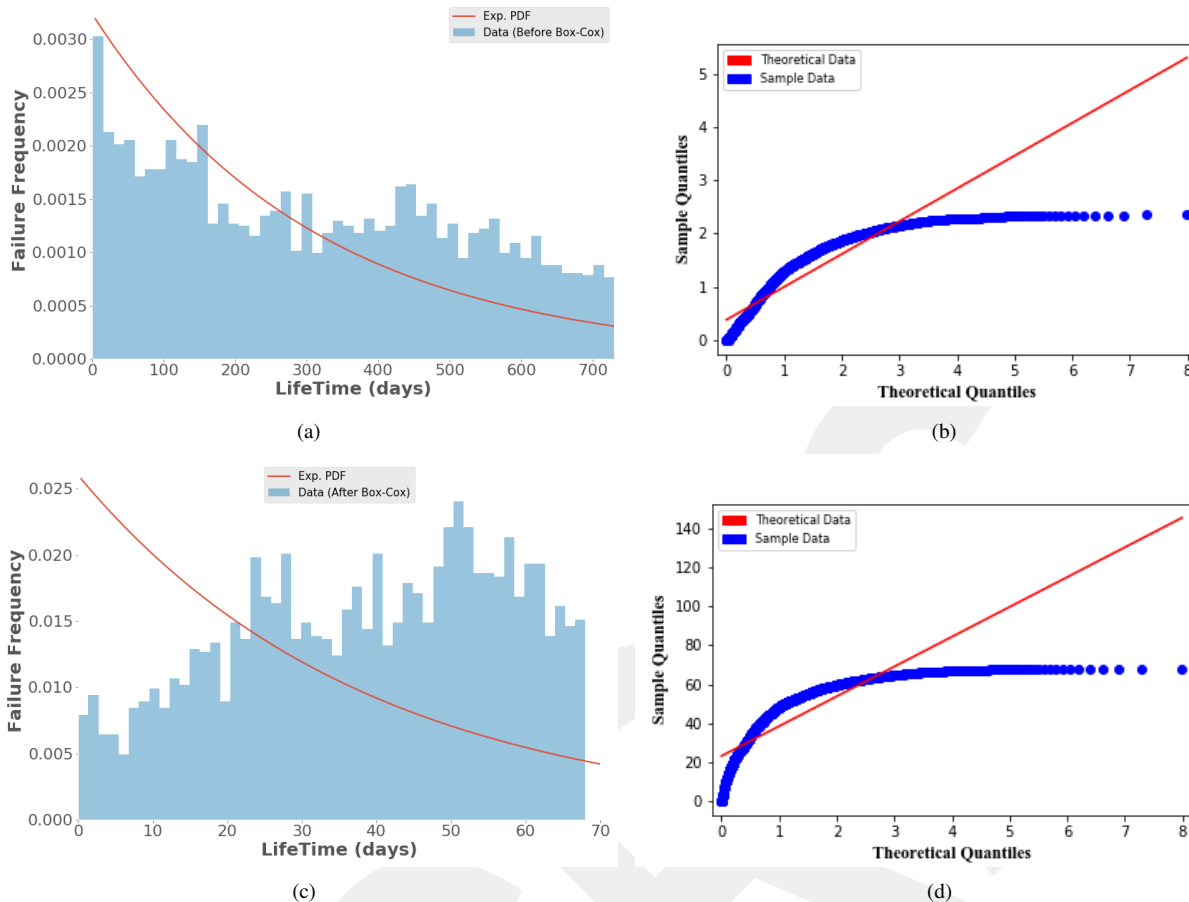 Exp. PDF
Data (Before Box-Cox)
0.0030
0.0025
0.0020
0.0015
0.0010
0.0005
0.0000
Failure Frequency
0 100 200 300 400 500 600 700
LifeTime (days)
(a)
Theoretical Data
Sample Data
5
4
3
2
1
0
Sample Quantiles
0 1 2 3 4 5 6 7 8
Theoretical Quantiles
(b)
Exp. PDF
Data (After Box-Cox)
0.025
0.020
0.015
0.010
0.005
0.000
Failure Frequency
0 10 20 30 40 50 60 70
LifeTime (days)
(c)
Theoretical Data
Sample Data
140
120
100
80
60
40
20
0
Sample Quantiles
0 1 2 3 4 5 6 7 8
Theoretical Quantiles
(d)